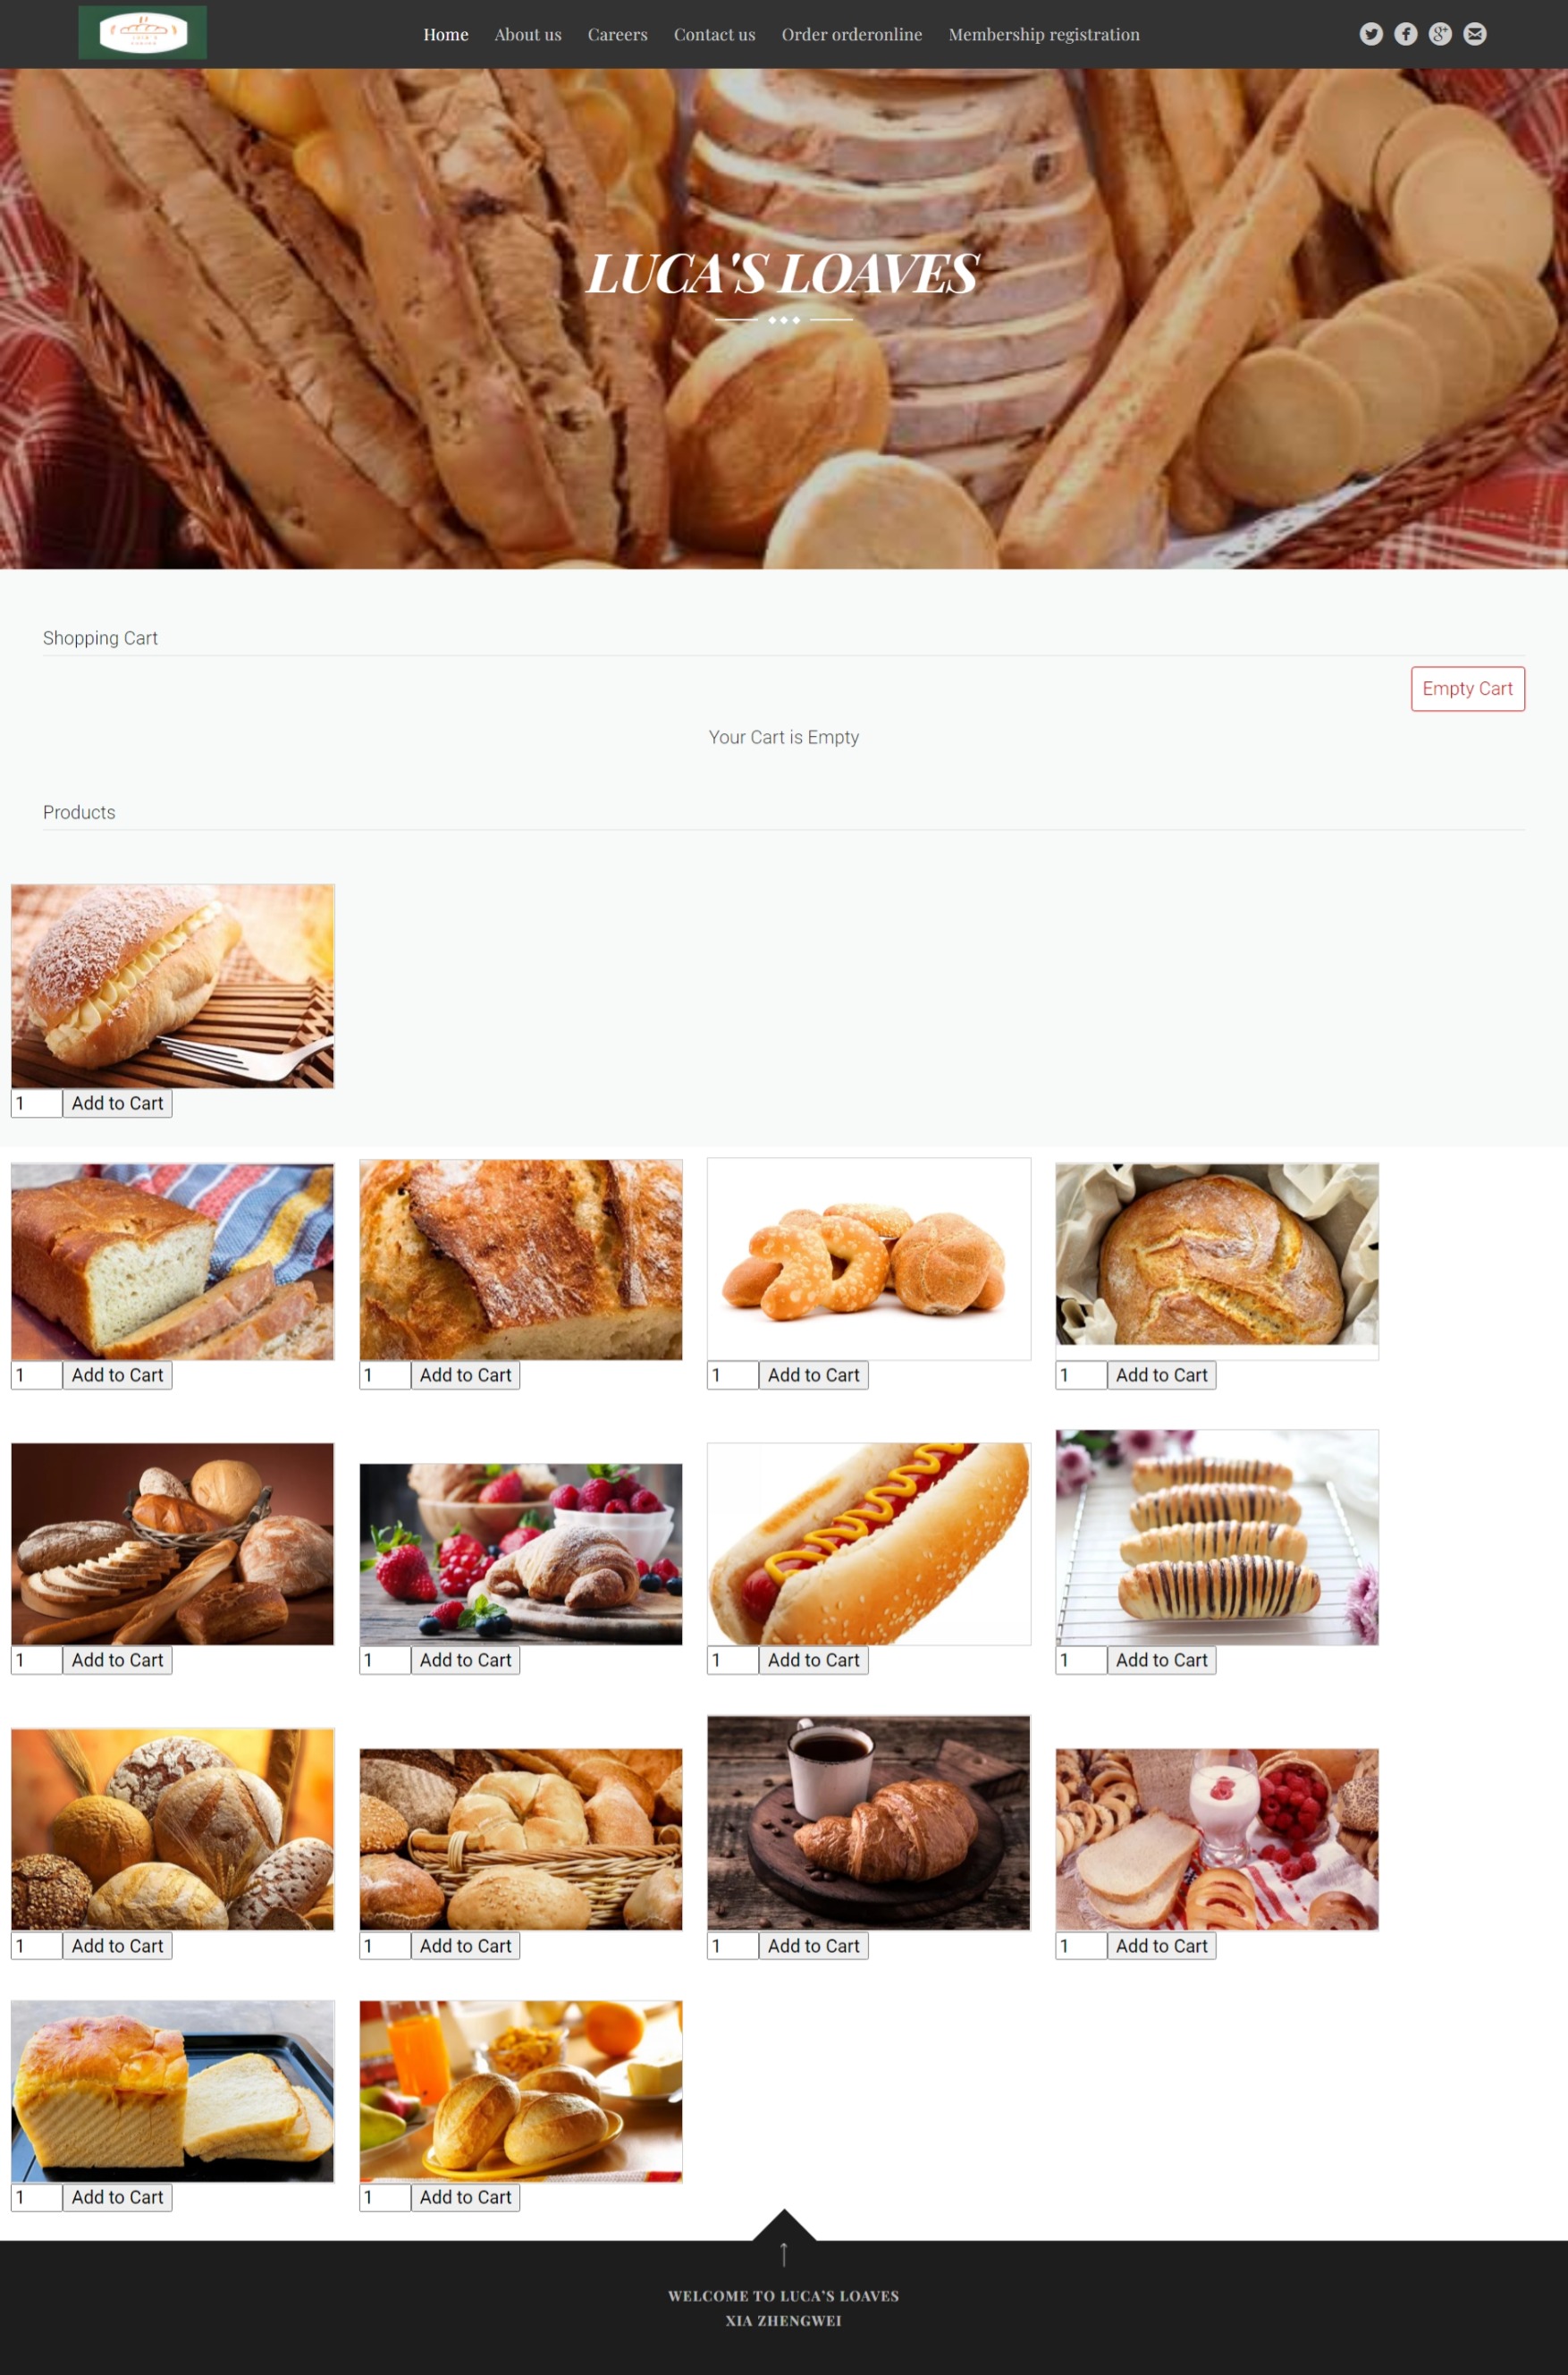 Home About us Careers Contact us Order orderonline Membership registration
LUCA'S LOAVES
Shopping Cart
Empty Cart
Your Cart is Empty
Products
1 Add to Cart
1 Add to Cart 1 Add to Cart 1 Add to Cart 1 Add to Cart
1 Add to Cart 1 Add to Cart 1 Add to Cart 1 Add to Cart
1 Add to Cart 1 Add to Cart 1 Add to Cart 1 Add to Cart
1 Add to Cart 1 Add to Cart
WELCOME TO LUCA'S LOAVES
XIA ZHENGWEI